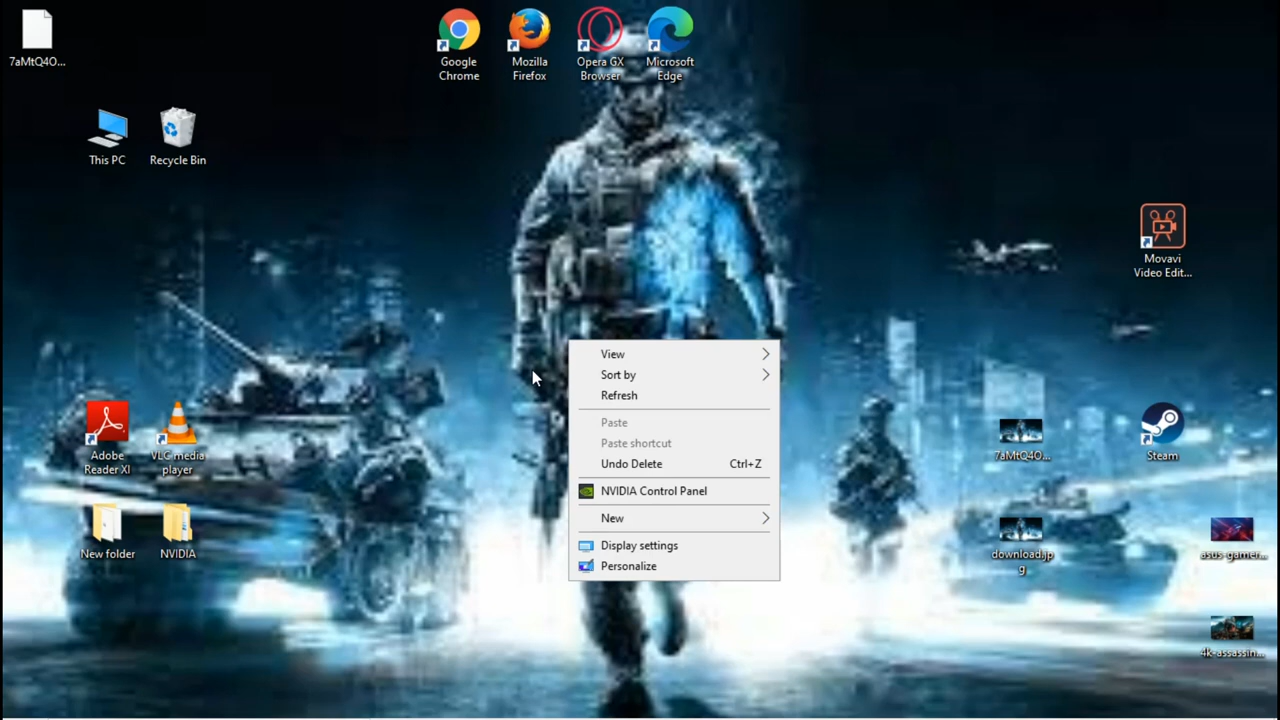 7aMtQ4O...
Google
Chrome
Mozilla
Firefox
Opera GX
Browser
Microsoft
Edge
This PC
Recycle Bin
Movavi
Video Edit...
View
Sort by
Refresh
Paste
Paste shortcut
Undo Delete Ctrl+Z
NVIDIA Control Panel
New
Display settings
Personalize
Adobe
Reader XI
VLC media
player
7aMtQ4O...
Steam
New folder
NVIDIA
download.jp
g
asus-gamer...
4k-assassin...